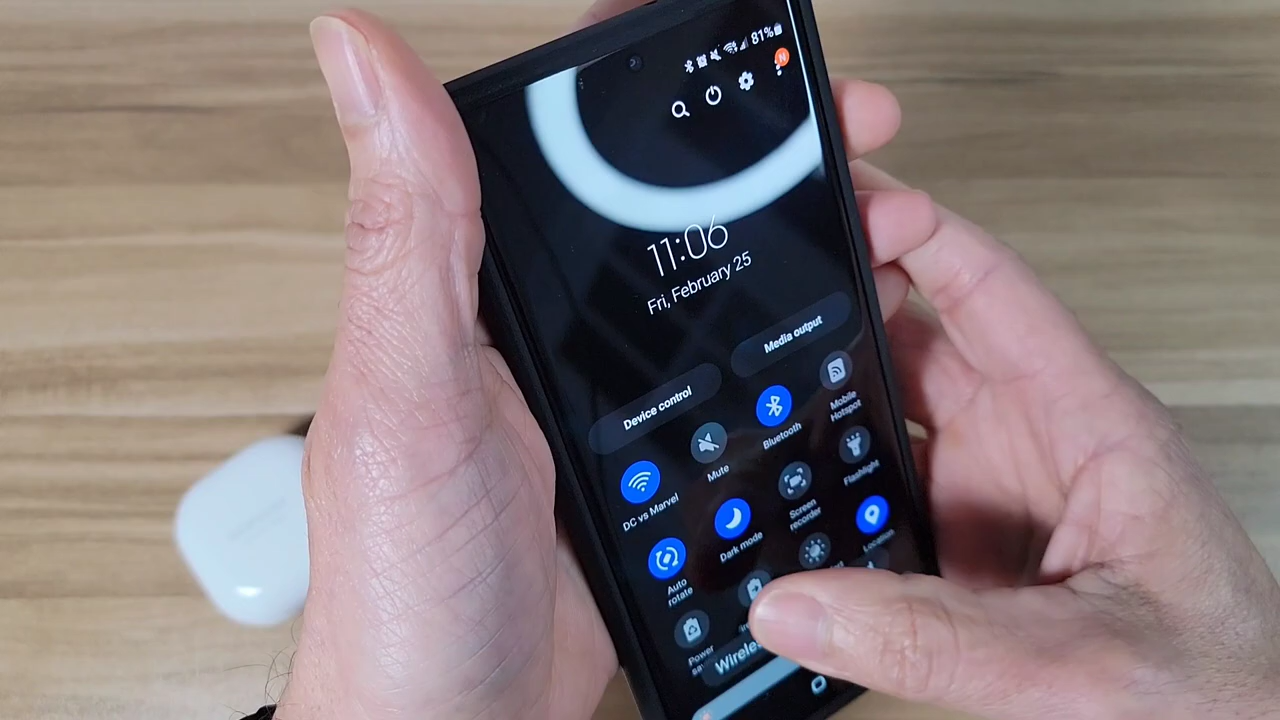 81%
N
11:06
Fri, February 25
Device control
Media output
DC vs Marvel
Mute
Bluetooth
Mobile
Hotspot
Auto
rotate
Dark mode
Screen
recorder
Flashlight
Power
Location